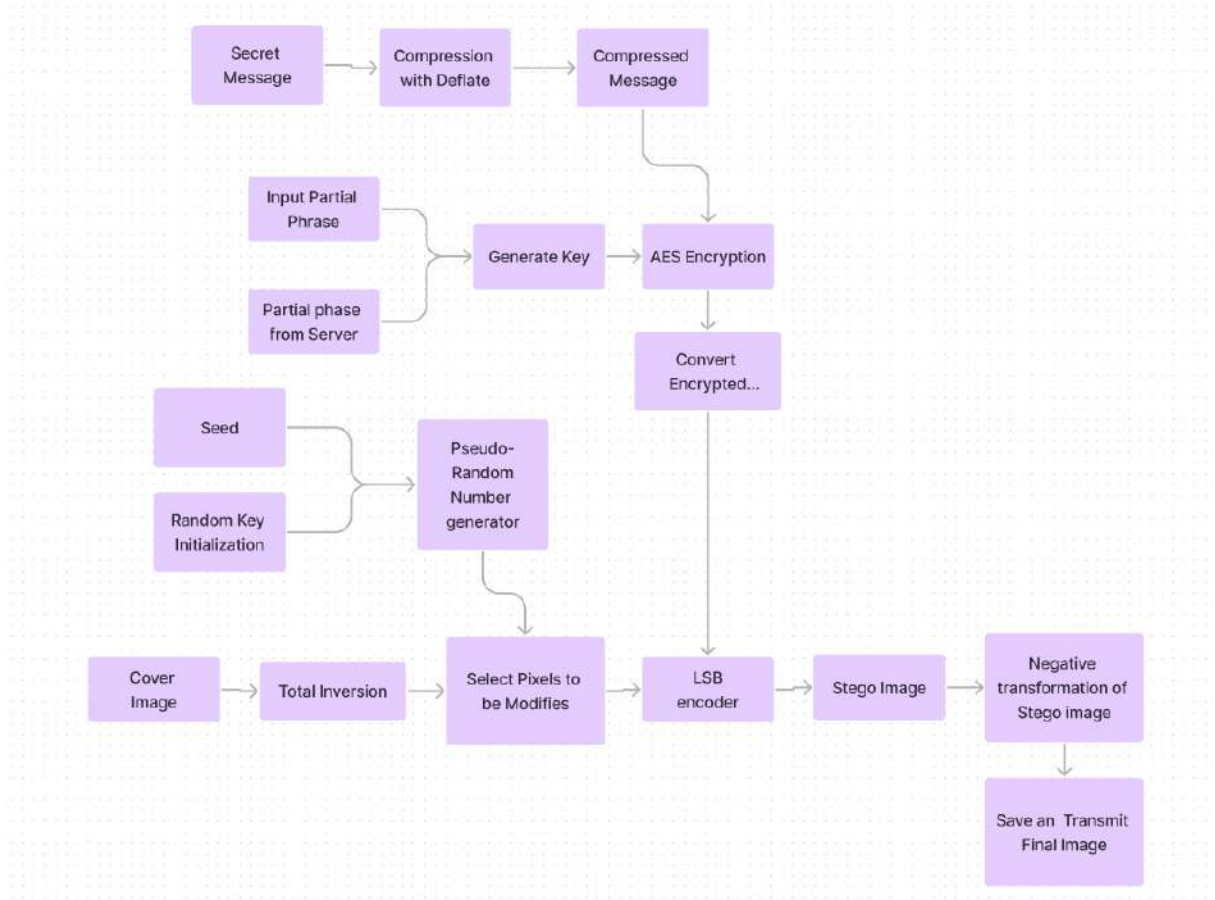 Secret
Message
Compression
with Deflate
Compressed
Message
Input Partial
Phrase
Generate Key
AES Encryption
Partial phase
from Server
Convert
Encrypted...
Seed
Pseudo-
Random
Number
generator
Random Key
Initialization
Cover
Image
Total Inversion
Select Pixels to
be Modifies
LSB
encoder
Stego Image
Negative
transformation of
Stego image
Save an Transmit
Final Image